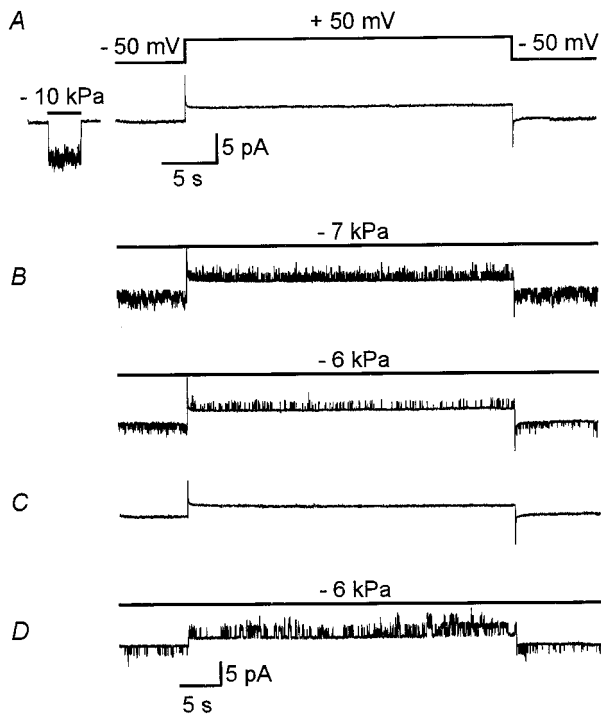 A
+ 50 mV
- 50 mV
- 50 mV
- 10 kPa
5 pA
5 s
- 7 kPa
B
- 6 kPa
C
- 6 kPa
D
5 pA
5 s